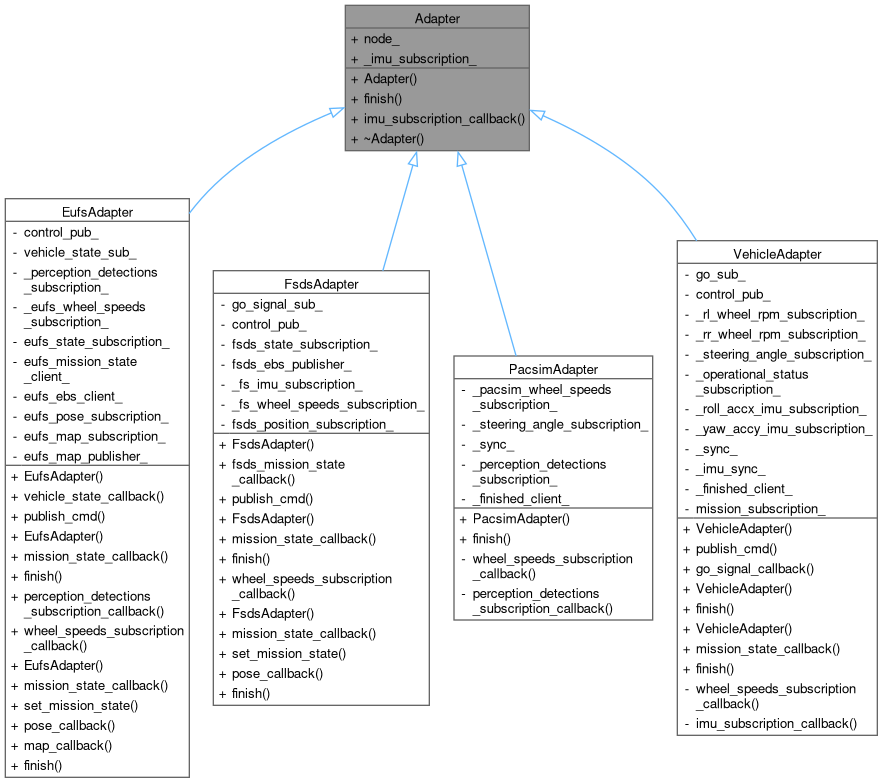 Adapter
+ node_
+ _imu_subscription_
+ Adapter()
+ finish()
+ imu_subscription_callback()
+ ~Adapter()
EufsAdapter
- control_pub_
- vehicle_state_sub_
- _perception_detections
_subscription_
- _eufs_wheel_speeds
_subscription_
- eufs_state_subscription_
- eufs_mission_state
_client_
- eufs_ebs_client_
- eufs_pose_subscription_
- eufs_map_subscription_
- eufs_map_publisher_
+ EufsAdapter()
+ vehicle_state_callback()
+ publish_cmd()
+ EufsAdapter()
+ mission_state_callback()
+ finish()
+ perception_detections
_subscription_callback()
+ wheel_speeds_subscription
_callback()
+ EufsAdapter()
+ mission_state_callback()
+ set_mission_state()
+ pose_callback()
+ map_callback()
+ finish()
FsdsAdapter
- go_signal_sub_
- control_pub_
- fsds_state_subscription_
- fsds_ebs_publisher_
- _fs_imu_subscription_
- _fs_wheel_speeds_subscription_
- fsds_position_subscription_
+ FsdsAdapter()
+ fsds_mission_state
_callback()
+ publish_cmd()
+ FsdsAdapter()
+ mission_state_callback()
+ finish()
+ wheel_speeds_subscription
_callback()
+ FsdsAdapter()
+ mission_state_callback()
+ set_mission_state()
+ pose_callback()
+ finish()
PacsimAdapter
- _pacsim_wheel_speeds
_subscription_
- _steering_angle_subscription_
- _sync_
- _perception_detections
_subscription_
- _finished_client_
+ PacsimAdapter()
+ finish()
- wheel_speeds_subscription
_callback()
- perception_detections
_subscription_callback()
VehicleAdapter
- go_sub_
- control_pub_
- _rl_wheel_rpm_subscription_
- _rr_wheel_rpm_subscription_
- _steering_angle_subscription_
- _operational_status
_subscription_
- _roll_accx_imu_subscription_
- _yaw_accy_imu_subscription_
- _sync_
- _imu_sync_
- _finished_client_
- mission_subscription_
+ VehicleAdapter()
+ publish_cmd()
+ go_signal_callback()
+ VehicleAdapter()
+ finish()
+ VehicleAdapter()
+ mission_state_callback()
+ finish()
- wheel_speeds_subscription
_callback()
- imu_subscription_callback()